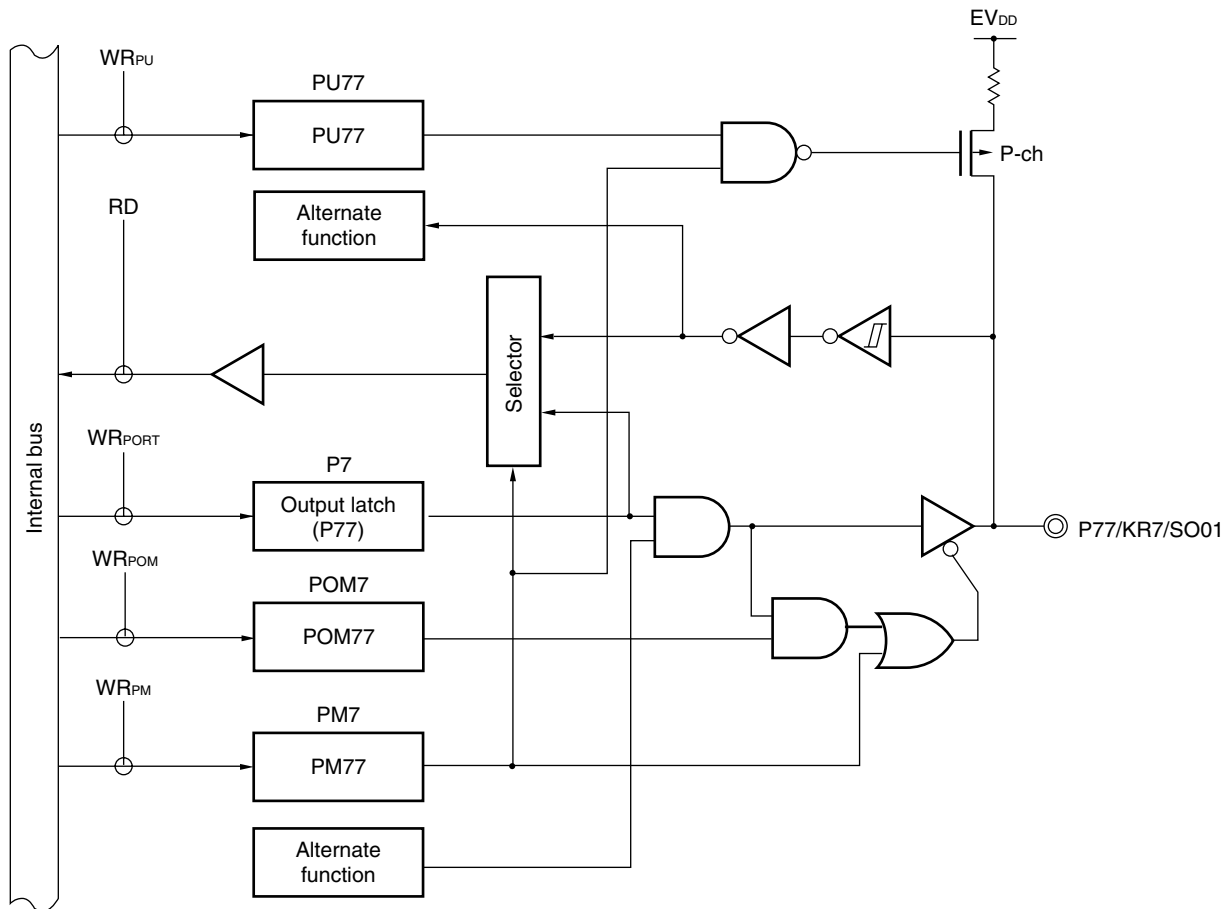 EVDD
WRPU
PU77
PU77
P-ch
RD
Alternate
function
Selector
Internal bus
WRPORT
P7
Output latch
(P77)
P77/KR7/SO01
WRPOM
POM7
POM77
WRPM
PM7
PM77
Alternate
function